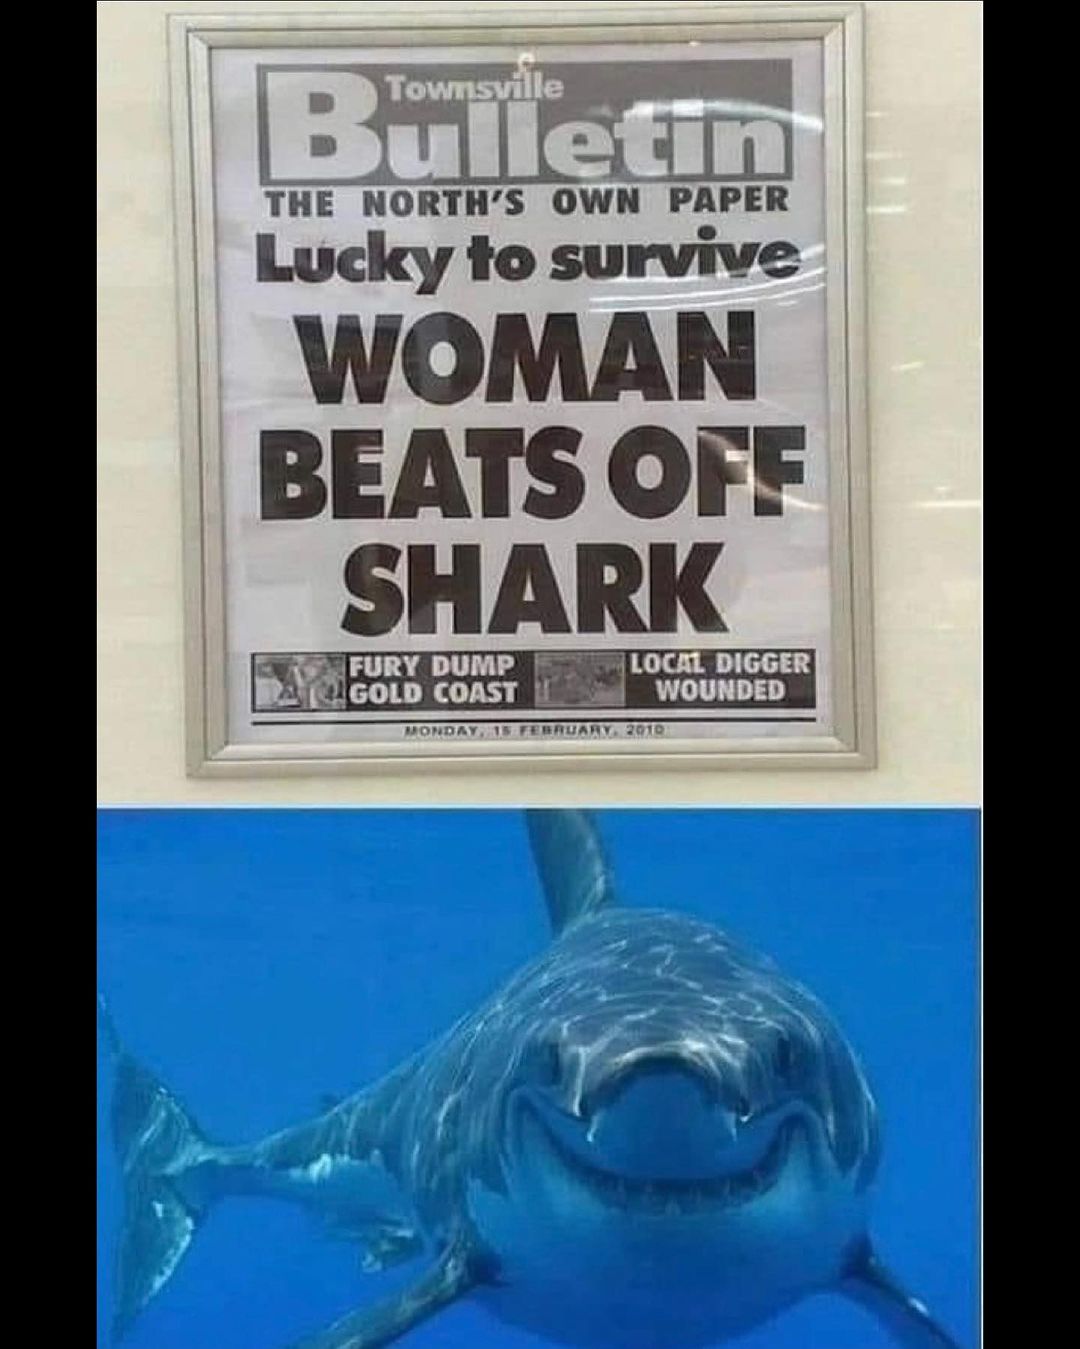 Townsville
Bulletin
THE NORTH'S OWN PAPER
Lucky to survive
WOMAN
BEATS OFF
SHARK
FURY DUMP
GOLD COAST
LOCAL DIGGER
WOUNDED
MONDAY, 15 FEBRUARY, 2010